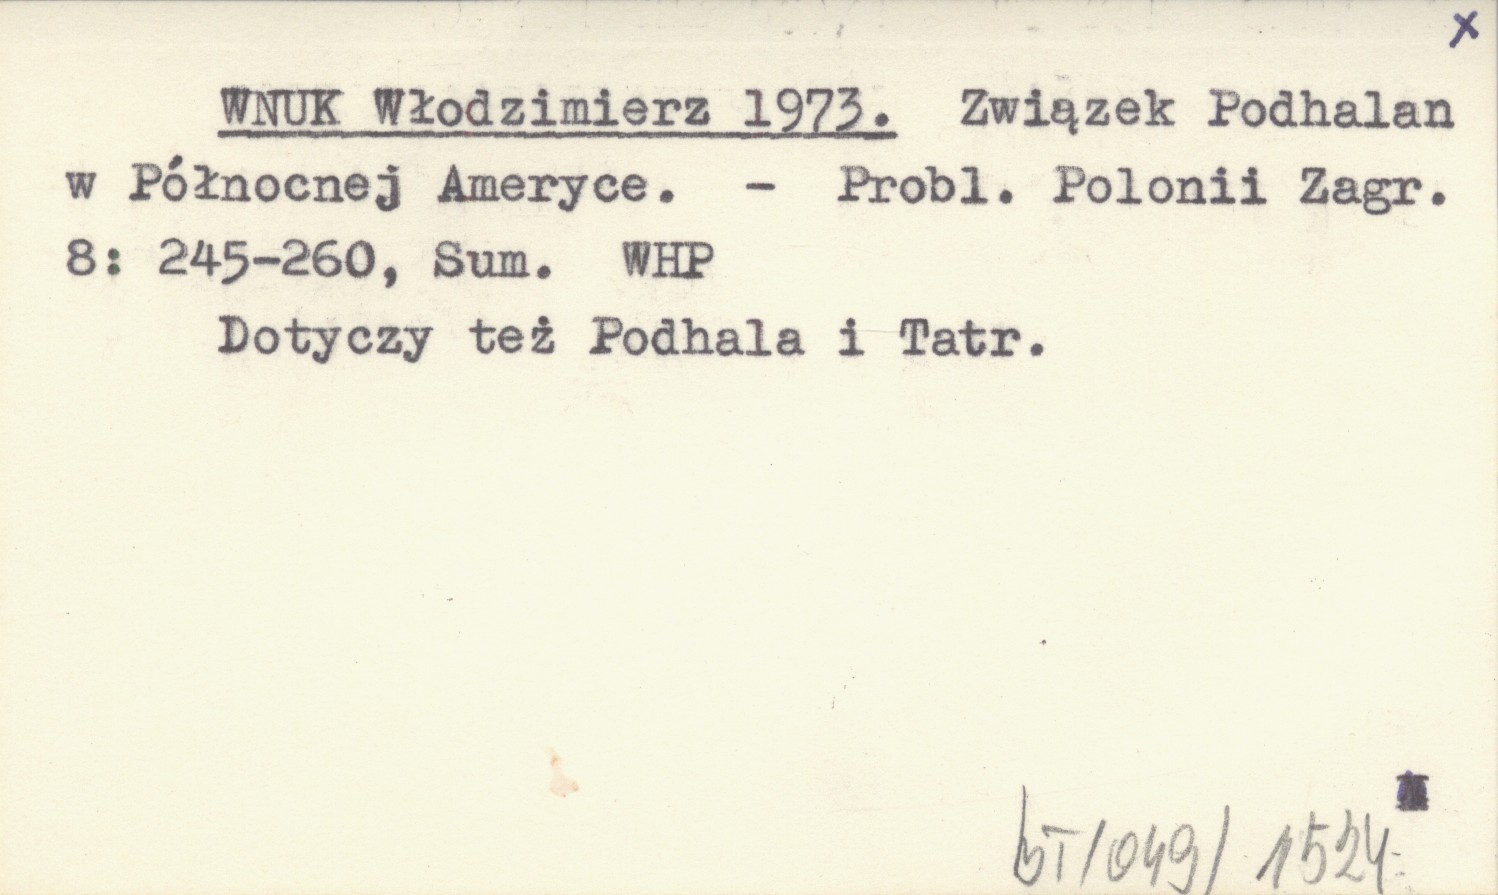 x
WNUK Włodzimierz 1973. Związek Podhalan
w Północnej Ameryce. - Probl. Polonii Zagr.
8: 245-260, Sum. WHP
Dotyczy też Podhala i Tatr.
bT/049/1524